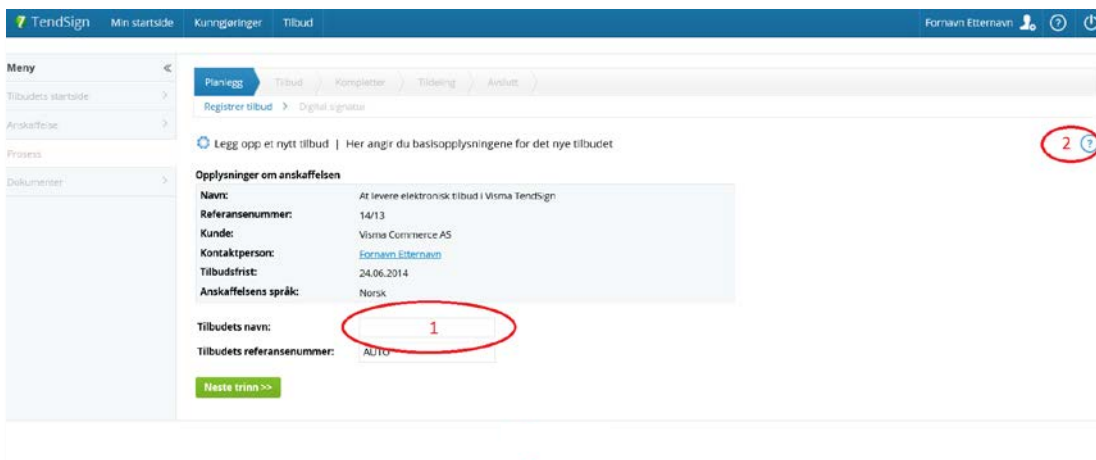 TendSign Min startside Kunngjøringer Tilbud Fornavn Etternavn
Meny
Planlegg Tilbud Kompletter Tildeling Avslutt
Tilbudets startside
Registrer tilbud > Digital signatur
Anskaffelse
Legg opp et nytt tilbud | Her angir du basisopplysningene for det nye tilbudet
2 ?
Prosess
Opplysninger om anskaffelsen
Dokumenter
Navn: At levere elektronisk tilbud i Visma TendSign
Referansenummer: 14/13
Kunde: Visma Commerce AS
Kontaktperson: Fornavn Etternavn
Tilbudsfrist: 24.06.2014
Anskaffelsens språk: Norsk
Tilbudets navn: 1
Tilbudets referansenummer: AUTO
Neste trinn >>